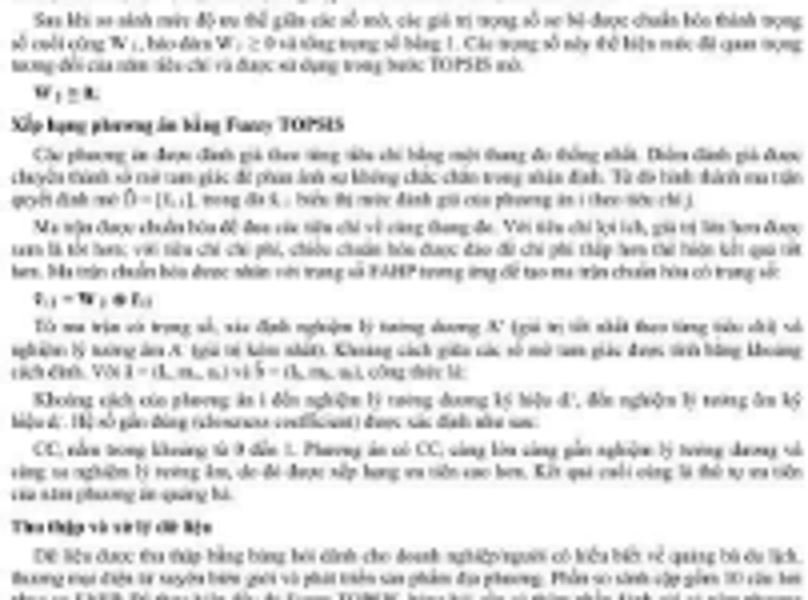 Sau khi so sánh mức độ ưu thế giữa các số mờ, các giá trị trọng số sơ bộ được chuẩn hóa thành trọng
số cuối cùng W , bảo đảm W ≥ 0 và tổng trọng số bằng 1. Các trọng số này thể hiện mức độ quan trọng
tương đối của năm tiêu chí và được sử dụng trong bước TOPSIS mờ.
W ≥ 0.
Xếp hạng phương án bằng Fuzzy TOPSIS
Các phương án được đánh giá theo từng tiêu chí bằng một thang đo thống nhất. Điểm đánh giá được
chuyển thành số mờ tam giác để phản ánh sự không chắc chắn trong nhận định. Từ đó hình thành ma trận
quyết định mờ trong đó biểu thị mức đánh giá của phương án i theo tiêu chí j.
Ma trận được chuẩn hóa để đưa các tiêu chí về cùng thang đo. Với tiêu chí lợi ích, giá trị lớn hơn được
xem là tốt hơn; với tiêu chí chi phí, chiều chuẩn hóa được đảo để chi phí thấp hơn thể hiện kết quả tốt
hơn. Ma trận chuẩn hóa được nhân với trọng số FAHP tương ứng để tạo ma trận chuẩn hóa có trọng số:
Từ ma trận có trọng số, xác định nghiệm lý tưởng dương (giá trị tốt nhất theo từng tiêu chí) và
nghiệm lý tưởng âm (giá trị kém nhất). Khoảng cách giữa các số mờ tam giác được tính bằng khoảng
cách đỉnh. Với công thức là:
Khoảng cách của phương án i đến nghiệm lý tưởng dương ký hiệu đến nghiệm lý tưởng âm ký
hiệu Hệ số gần đúng (closeness coefficient) được xác định như sau:
CC nằm trong khoảng từ 0 đến 1. Phương án có CC càng lớn càng gần nghiệm lý tưởng dương và
càng xa nghiệm lý tưởng âm, do đó được xếp hạng ưu tiên cao hơn. Kết quả cuối cùng là thứ tự ưu tiên
của năm phương án quảng bá.
Thu thập và xử lý dữ liệu
Dữ liệu được thu thập bằng bảng hỏi dành cho doanh nghiệp/người có hiểu biết về quảng bá du lịch,
thương mại điện tử xuyên biên giới và phát triển sản phẩm địa phương. Phần so sánh cặp gồm 10 câu hỏi